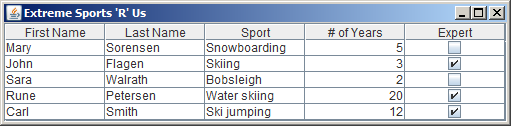 Extreme Sports 'R' Us
First Name Last Name Sport # of Years Expert
Mary Sorensen Snowboarding 5
John Flagen Skiing 3
Sara Walrath Bobsleigh 2
Rune Petersen Water skiing 20
Carl Smith Ski jumping 12